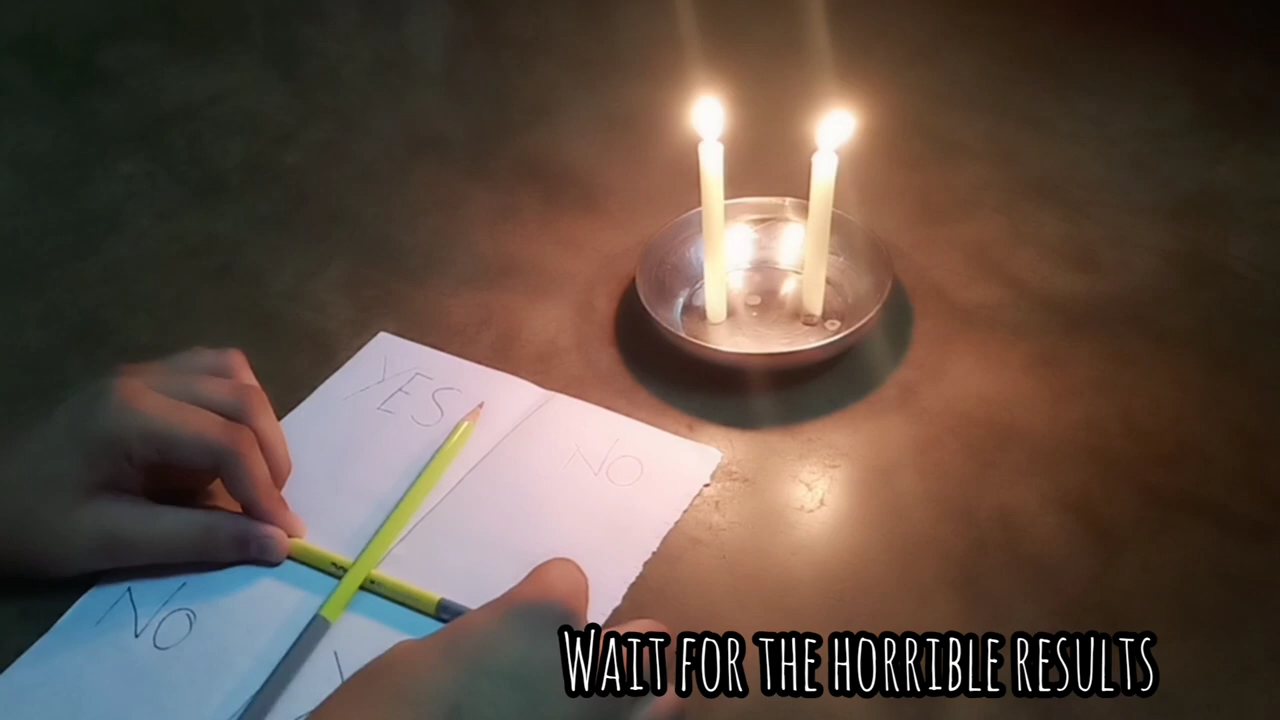 YES
NO
NO
WAIT FOR THE HORRIBLE RESULTS